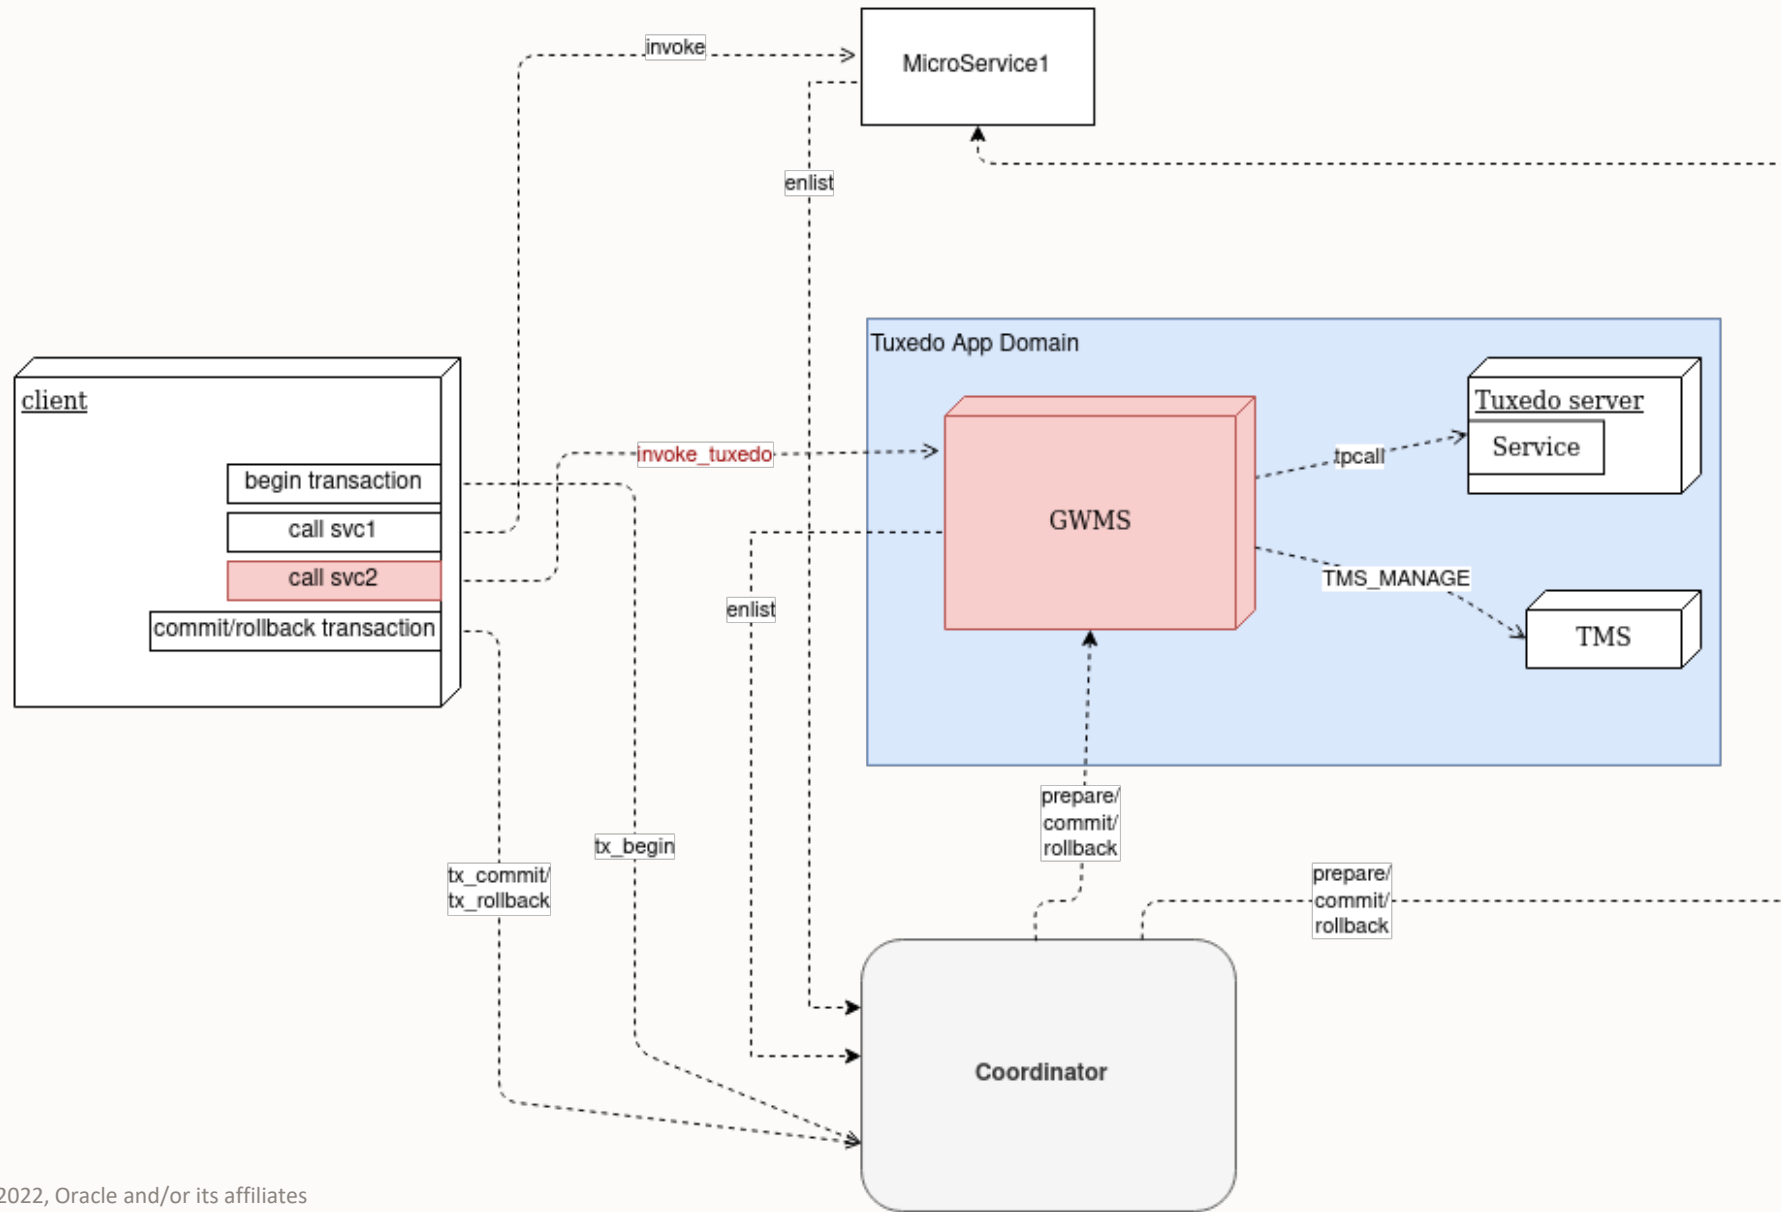 invoke
MicroService1
enlist
Tuxedo App Domain
client
Tuxedo server
Service
invoke_tuxedo
tpcall
begin transaction
call svc1
GWMS
call svc2
TMS_MANAGE
enlist
commit/rollback transaction
TMS
prepare/
commit/
rollback
tx_begin
tx_commit/
tx_rollback
prepare/
commit/
rollback
Coordinator
2022, Oracle and/or its affiliates